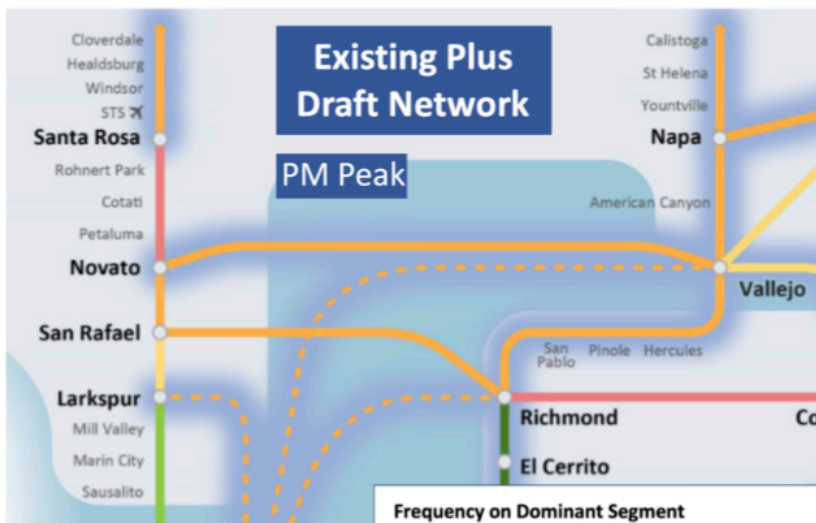 Existing Plus
Draft Network
PM Peak
Cloverdale
Healdsburg
Windsor
STS
Santa Rosa
Rohnert Park
Cotati
Petaluma
Novato
San Rafael
Larkspur
Mill Valley
Marin City
Sausalito
Calistoga
St Helena
Yountville
Napa
American Canyon
Vallejo
San
Pablo
Pinole
Hercules
Richmond
Co
El Cerrito
Frequency on Dominant Segment